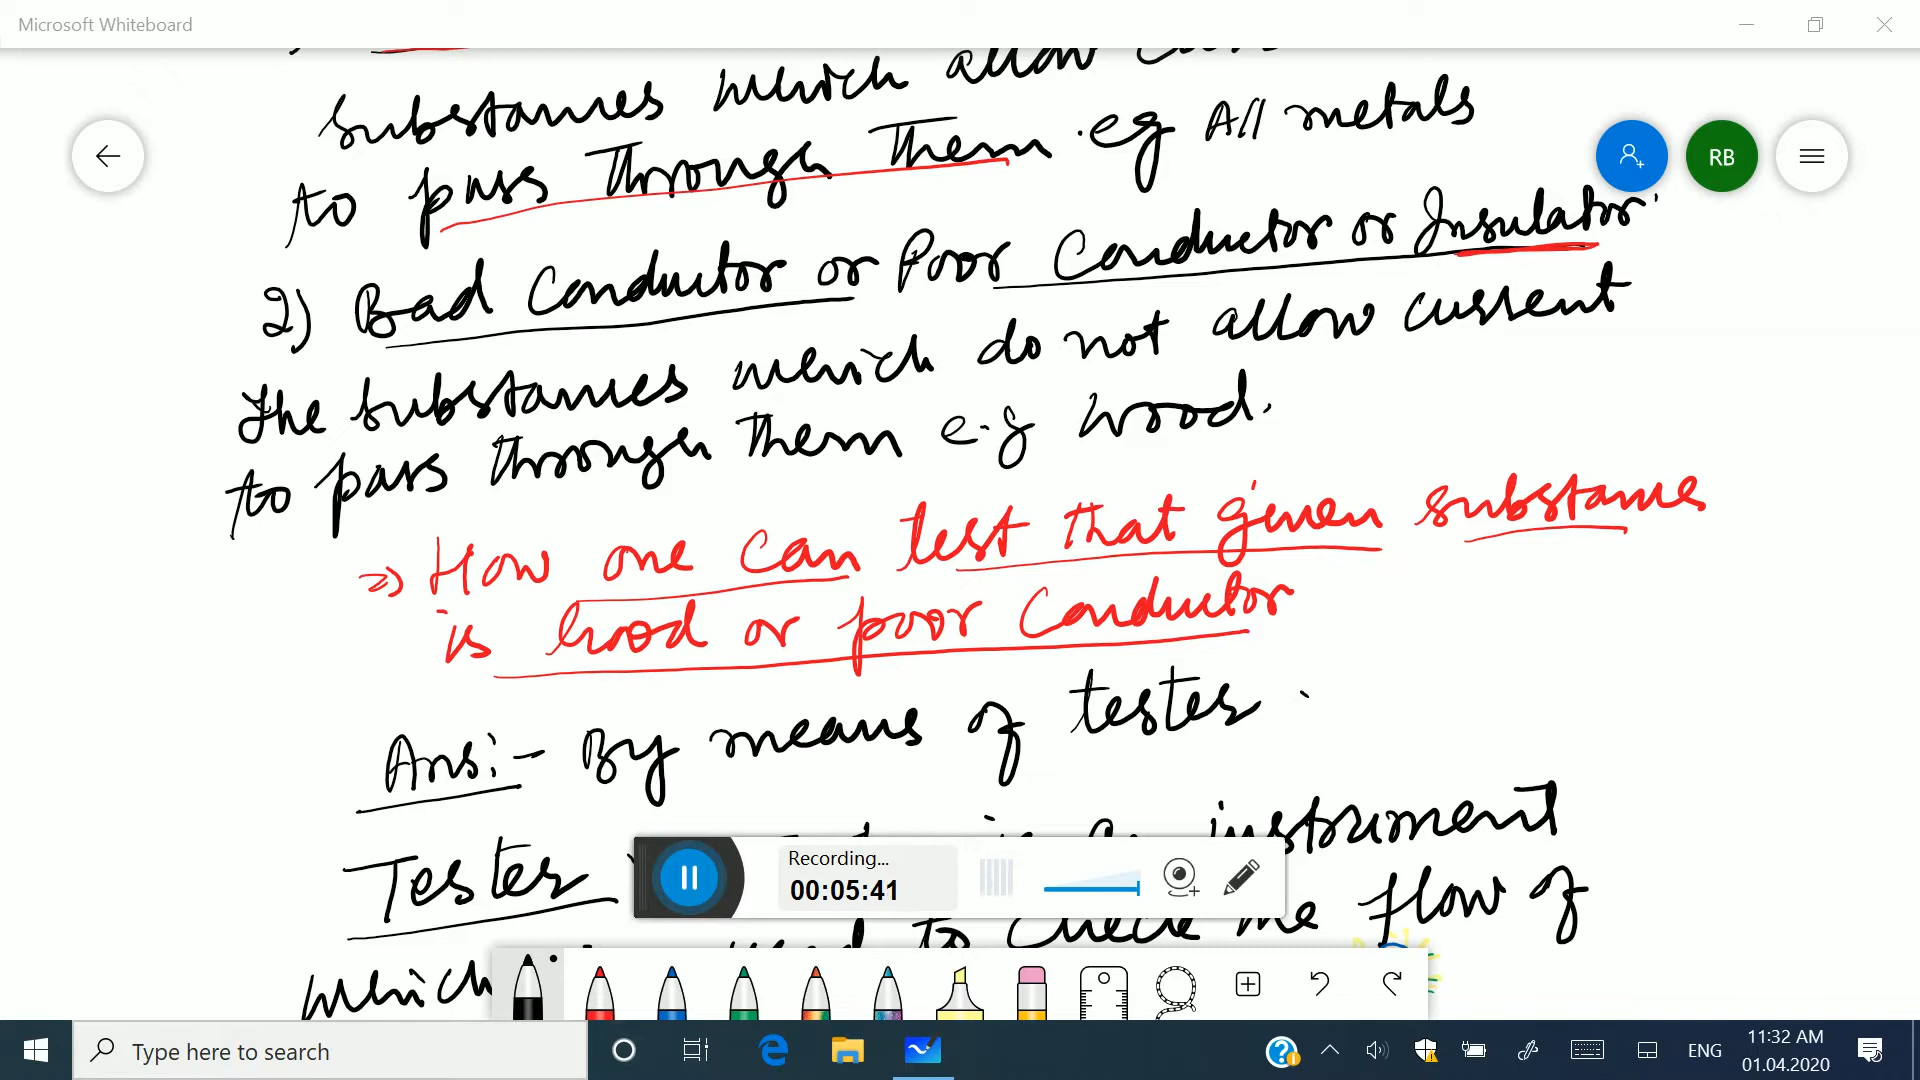 Microsoft Whiteboard
Substances which allow
to pass through them . eg All metals
RB
2) Bad Conductor or Poor Conductor or Insulator.
The substances which do not allow current
to pass through them e.g wood.
=> How one can test that given substance
is Good or poor Conductor
Ans:- By means of tester .
Tester instrument
Recording...
00:05:41
to check the flow of
which
Type here to search
ENG
11:32 AM
01.04.2020